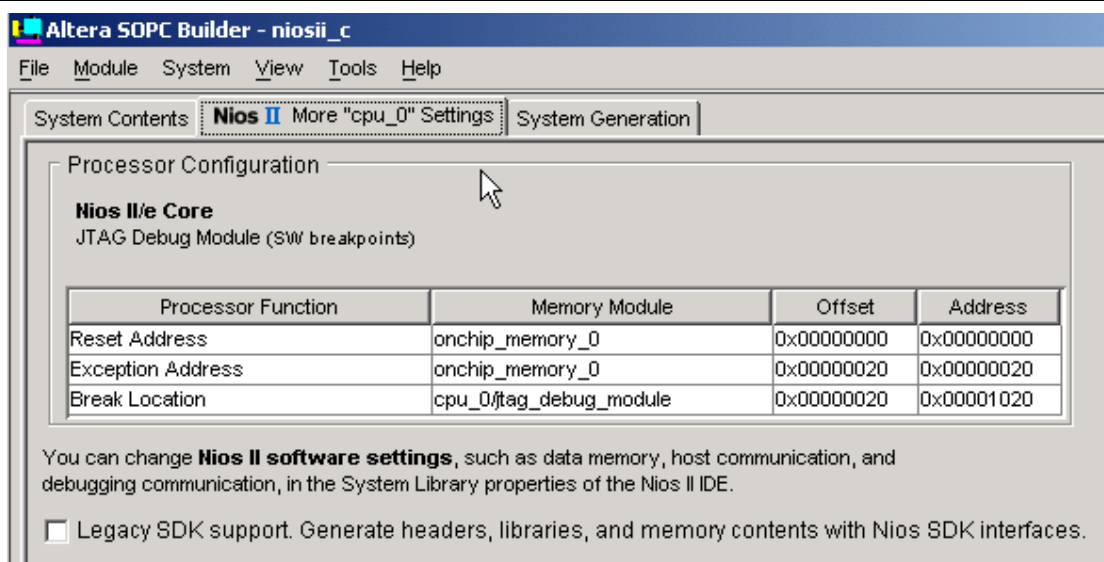 Altera SOPC Builder - niosii_c
File Module System View Tools Help
System Contents Nios II More "cpu_0" Settings System Generation
Processor Configuration
Nios II/e Core
JTAG Debug Module (SW breakpoints)
Processor Function Memory Module Offset Address
Reset Address onchip_memory_0 0x00000000 0x00000000
Exception Address onchip_memory_0 0x00000020 0x00000020
Break Location cpu_0/jtag_debug_module 0x00000020 0x00001020
You can change Nios II software settings, such as data memory, host communication, and
debugging communication, in the System Library properties of the Nios II IDE.
Legacy SDK support. Generate headers, libraries, and memory contents with Nios SDK interfaces.